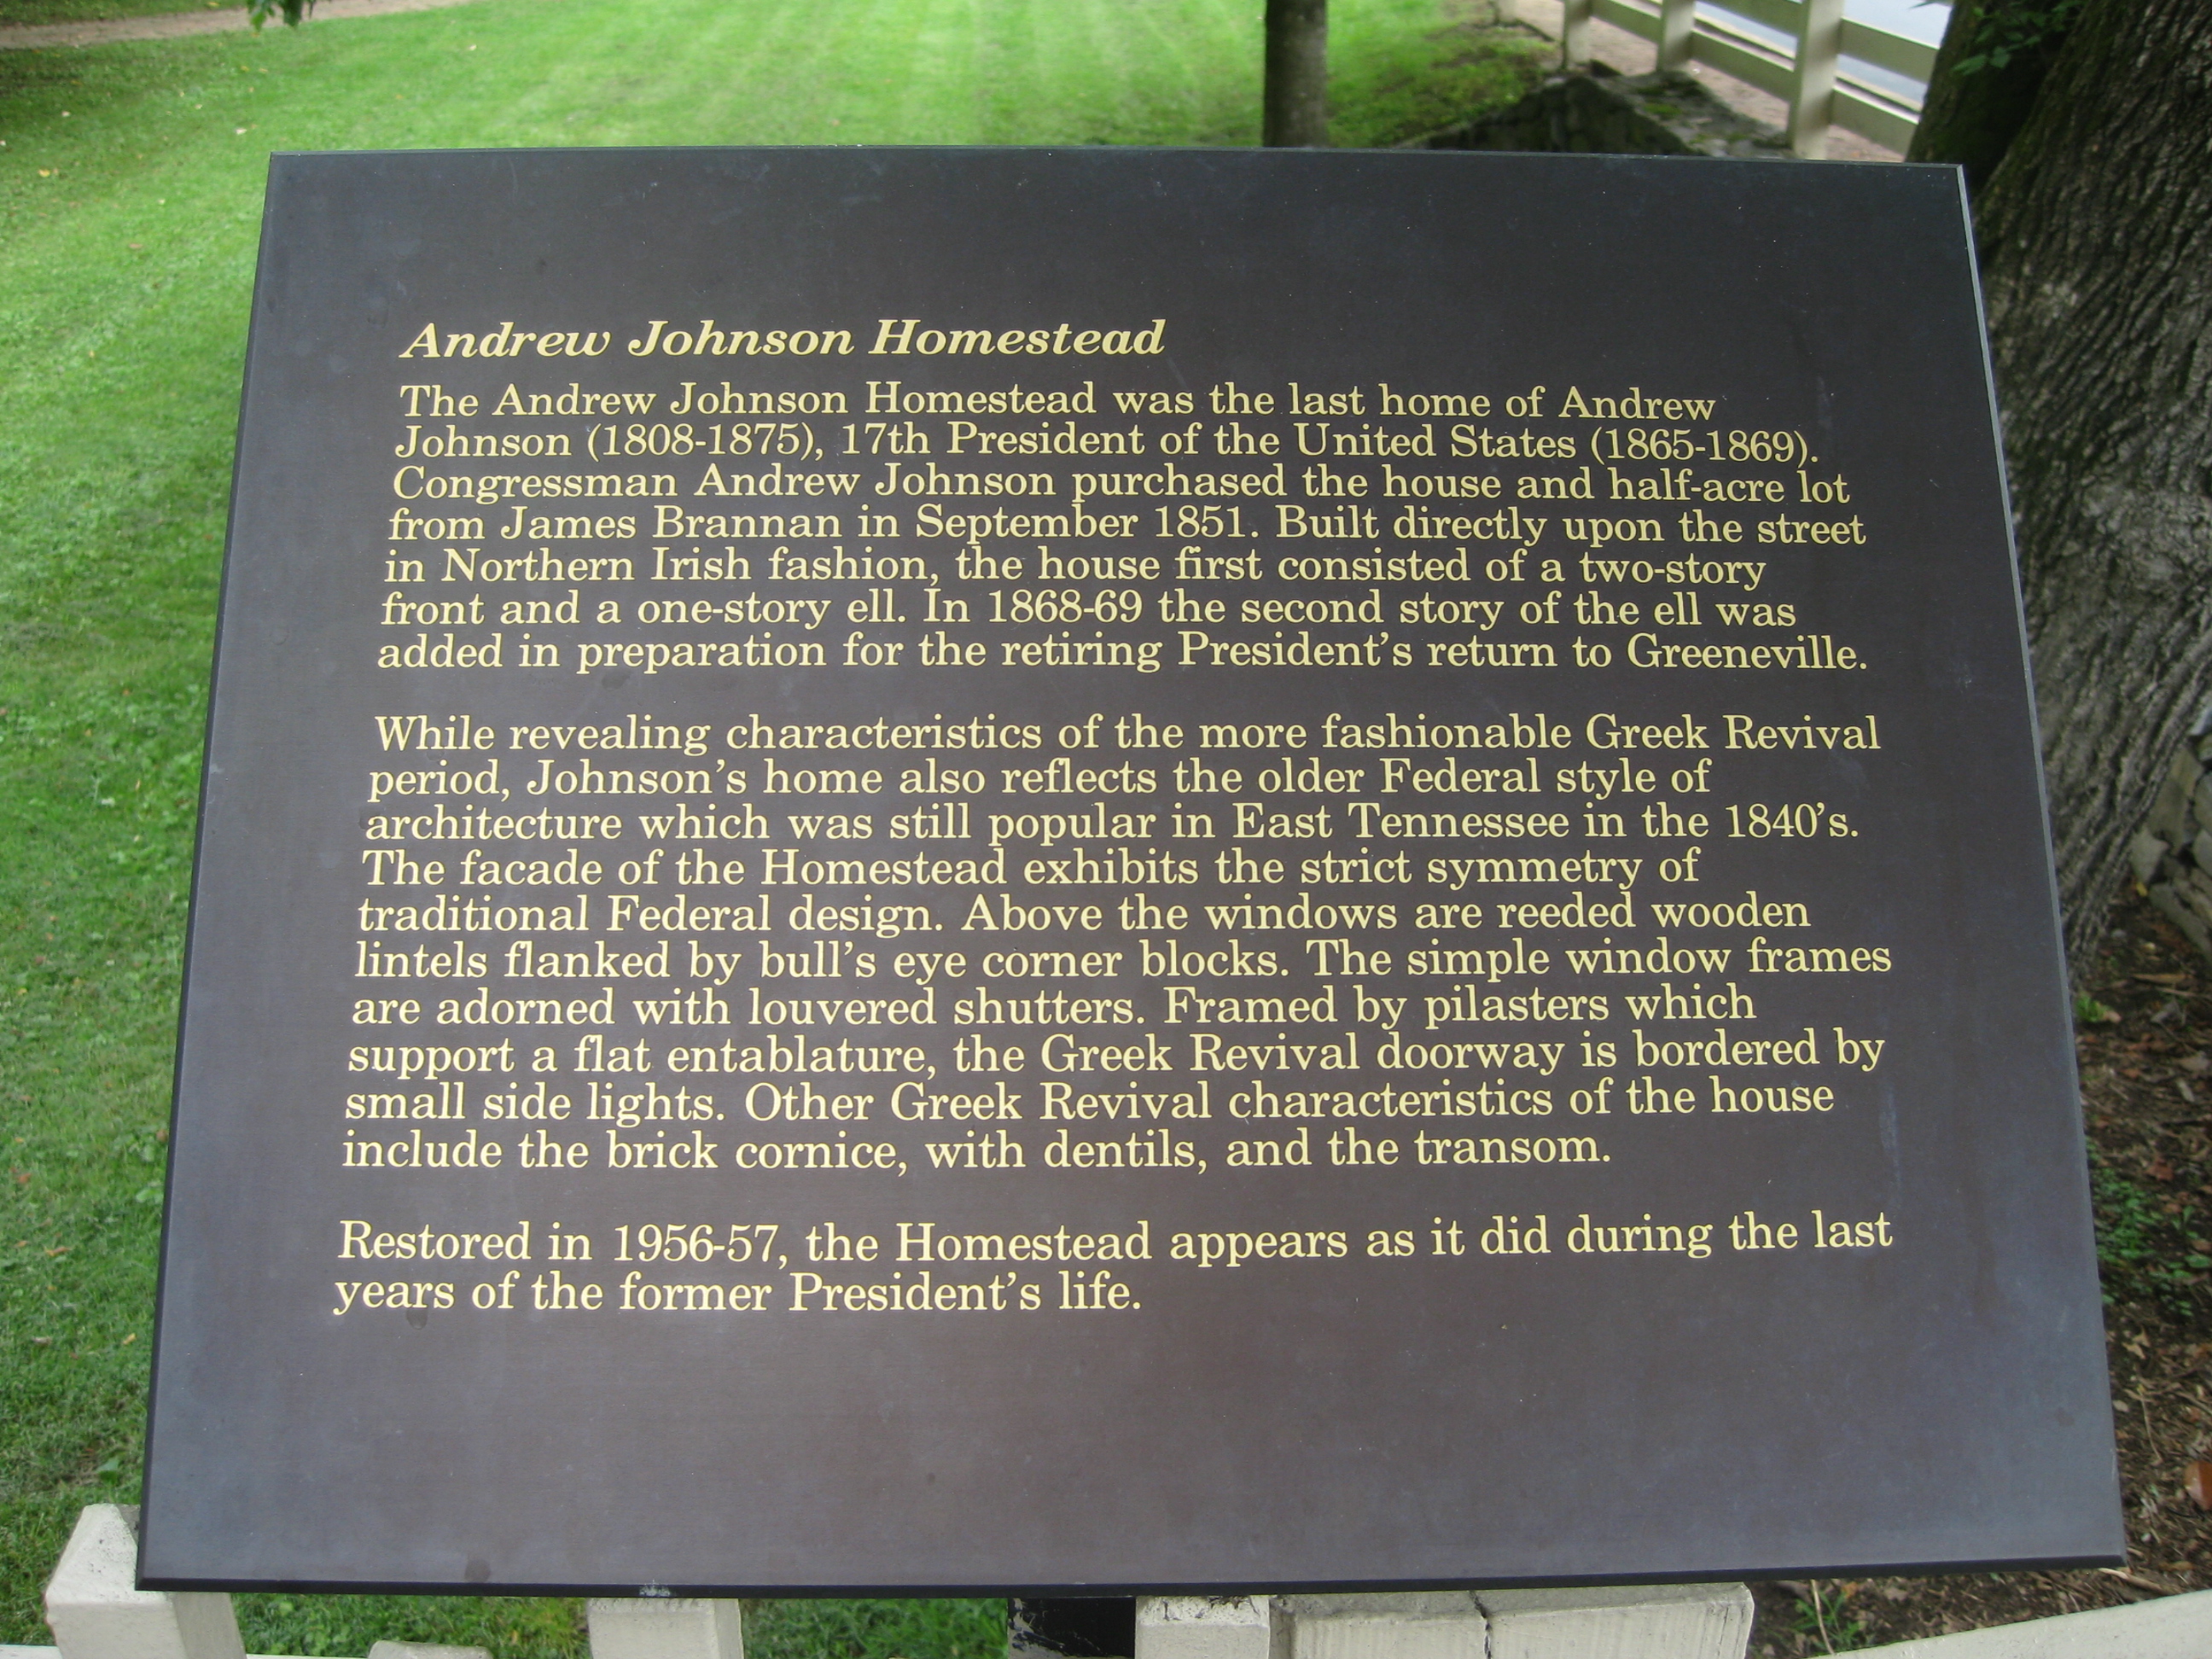 Andrew Johnson Homestead
The Andrew Johnson Homestead was the last home of Andrew
Johnson (1808-1875), 17th President of the United States (1865-1869).
Congressman Andrew Johnson purchased the house and half-acre lot
from James Brannan in September 1851. Built directly upon the street
in Northern Irish fashion, the house first consisted of a two-story
front and a one-story ell. In 1868-69 the second story of the ell was
added in preparation for the retiring President's return to Greeneville.
While revealing characteristics of the more fashionable Greek Revival
period, Johnson's home also reflects the older Federal style of
architecture which was still popular in East Tennessee in the 1840's.
The facade of the Homestead exhibits the strict symmetry of
traditional Federal design. Above the windows are reeded wooden
lintels flanked by bull's eye corner blocks. The simple window frames
are adorned with louvered shutters. Framed by pilasters which
support a flat entablature, the Greek Revival doorway is bordered by
small side lights. Other Greek Revival characteristics of the house
include the brick cornice, with dentils, and the transom.
Restored in 1956-57, the Homestead appears as it did during the last
years of the former President's life.